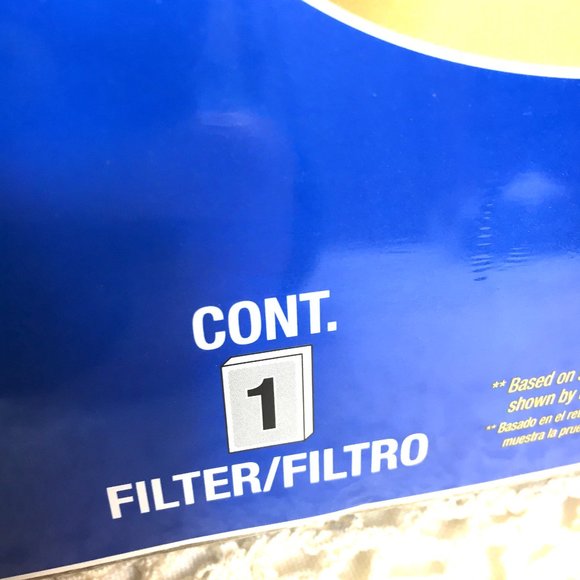 CONT.
1
FILTER/FILTRO
** Based on
shown by
** Basado en el
muestra la